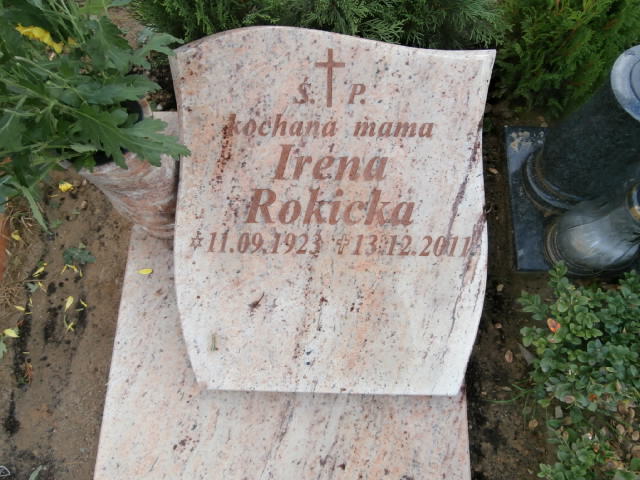 Ś. P.
kochana mama
Irena
Rokicka
* 11.09.1923 ✝ 13.12.2011